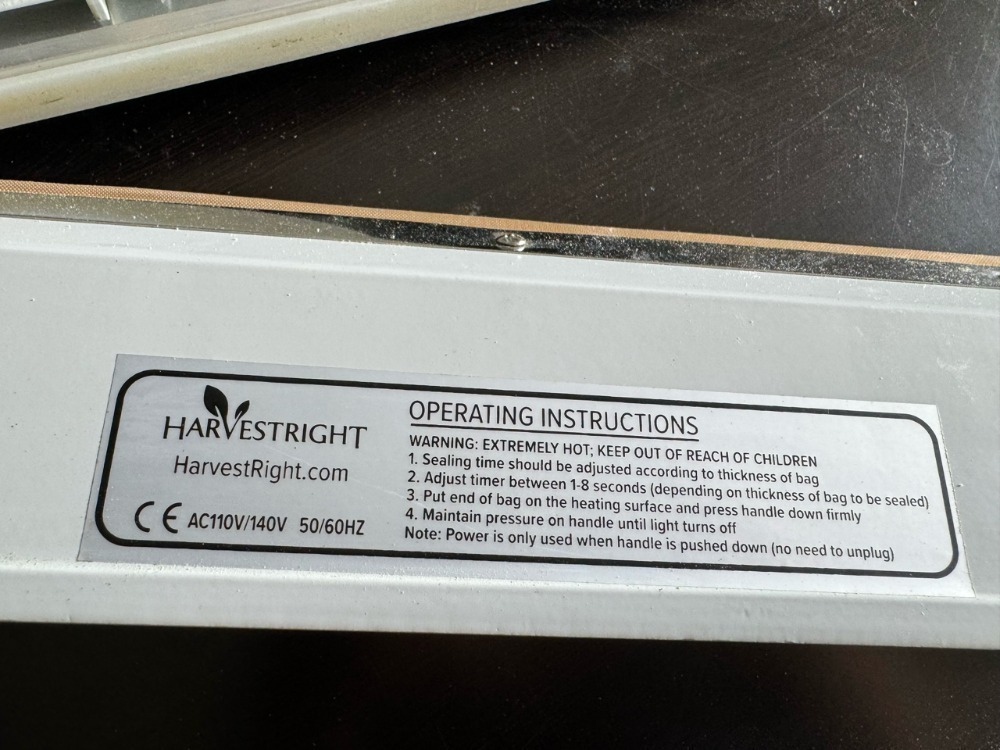 HARVESTRIGHT
HarvestRight.com
CE AC110V/140V 50/60HZ
OPERATING INSTRUCTIONS
WARNING: EXTREMELY HOT; KEEP OUT OF REACH OF CHILDREN
1. Sealing time should be adjusted according to thickness of bag
2. Adjust timer between 1-8 seconds (depending on thickness of bag to be sealed)
3. Put end of bag on the heating surface and press handle down firmly
4. Maintain pressure on handle until light turns off
Note: Power is only used when handle is pushed down (no need to unplug)